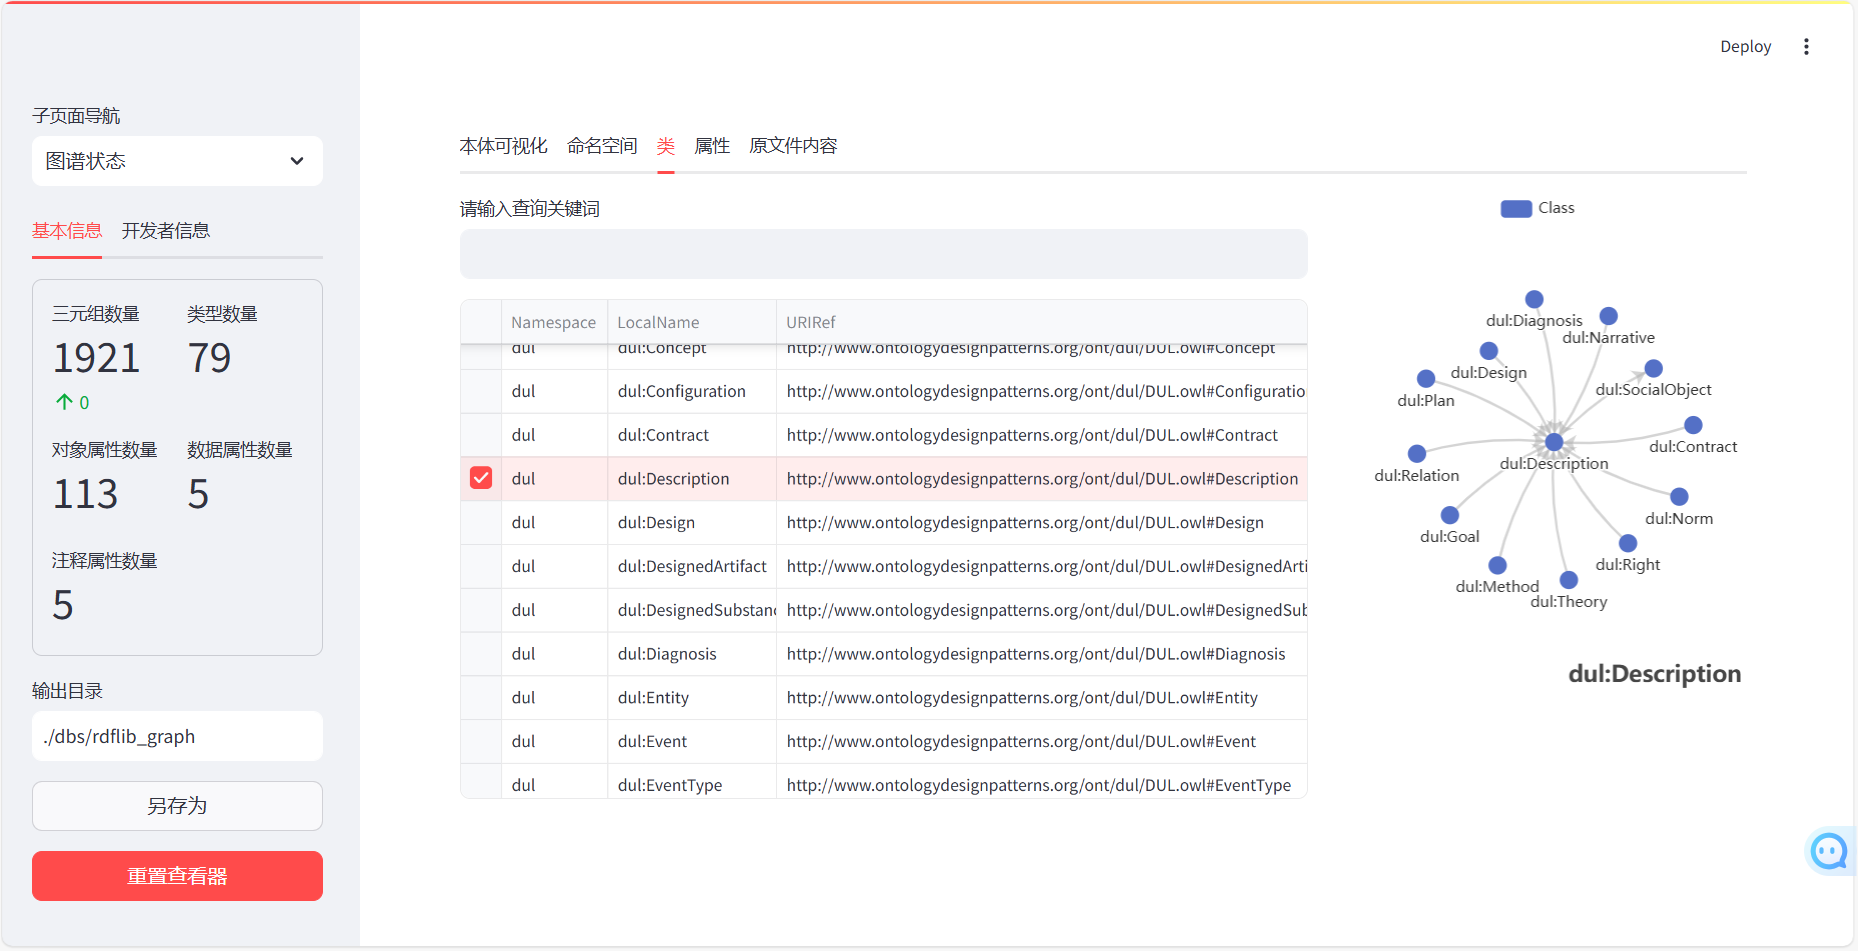 Deploy
子页面导航
图谱状态
基本信息 开发者信息
三元组数量 类型数量
1921 79
0
对象属性数量 数据属性数量
113 5
注释属性数量
5
输出目录
./dbs/rdflib_graph
另存为
重置查看器
本体可视化 命名空间 类 属性 原文件内容
请输入查询关键词
Namespace LocalName URIRef
dul dul:Concept http://www.ontologydesignpatterns.org/ont/dul/DUL.owl#Concept
dul dul:Configuration http://www.ontologydesignpatterns.org/ont/dul/DUL.owl#Configuratio
dul dul:Contract http://www.ontologydesignpatterns.org/ont/dul/DUL.owl#Contract
dul dul:Description http://www.ontologydesignpatterns.org/ont/dul/DUL.owl#Description
dul dul:Design http://www.ontologydesignpatterns.org/ont/dul/DUL.owl#Design
dul dul:DesignedArtifact http://www.ontologydesignpatterns.org/ont/dul/DUL.owl#DesignedArti
dul dul:DesignedSubstanc http://www.ontologydesignpatterns.org/ont/dul/DUL.owl#DesignedSub
dul dul:Diagnosis http://www.ontologydesignpatterns.org/ont/dul/DUL.owl#Diagnosis
dul dul:Entity http://www.ontologydesignpatterns.org/ont/dul/DUL.owl#Entity
dul dul:Event http://www.ontologydesignpatterns.org/ont/dul/DUL.owl#Event
dul dul:EventType http://www.ontologydesignpatterns.org/ont/dul/DUL.owl#EventType
Class
dul:Diagnosis
dul:Narrative
dul:Design
dul:SocialObject
dul:Plan
dul:Contract
dul:Description
dul:Relation
dul:Norm
dul:Goal
dul:Right
dul:Method
dul:Theory
dul:Description